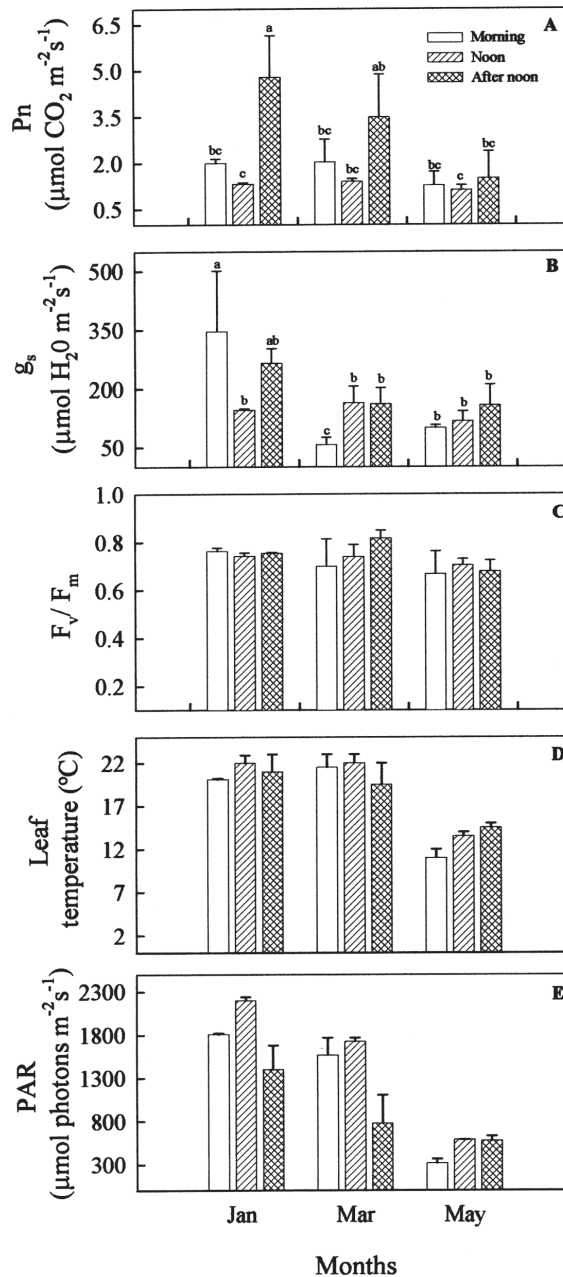 A
Morning
Noon
After noon
Pn
(μmol CO2 m-2s-1)
6.5
5.0
3.5
2.0
0.5
bc
c
a
bc
bc
ab
bc
c
bc
B
gs
(μmol H20 m-2s-1)
500
350
200
50
a
b
ab
c
b
b
b
b
b
C
Fv/ Fm
1.0
0.8
0.6
0.4
0.2
D
Leaf
temperature (ºC)
22
17
12
7
2
E
PAR
(μmol photons m-2s-1)
2300
1800
1300
800
300
Jan Mar May
Months